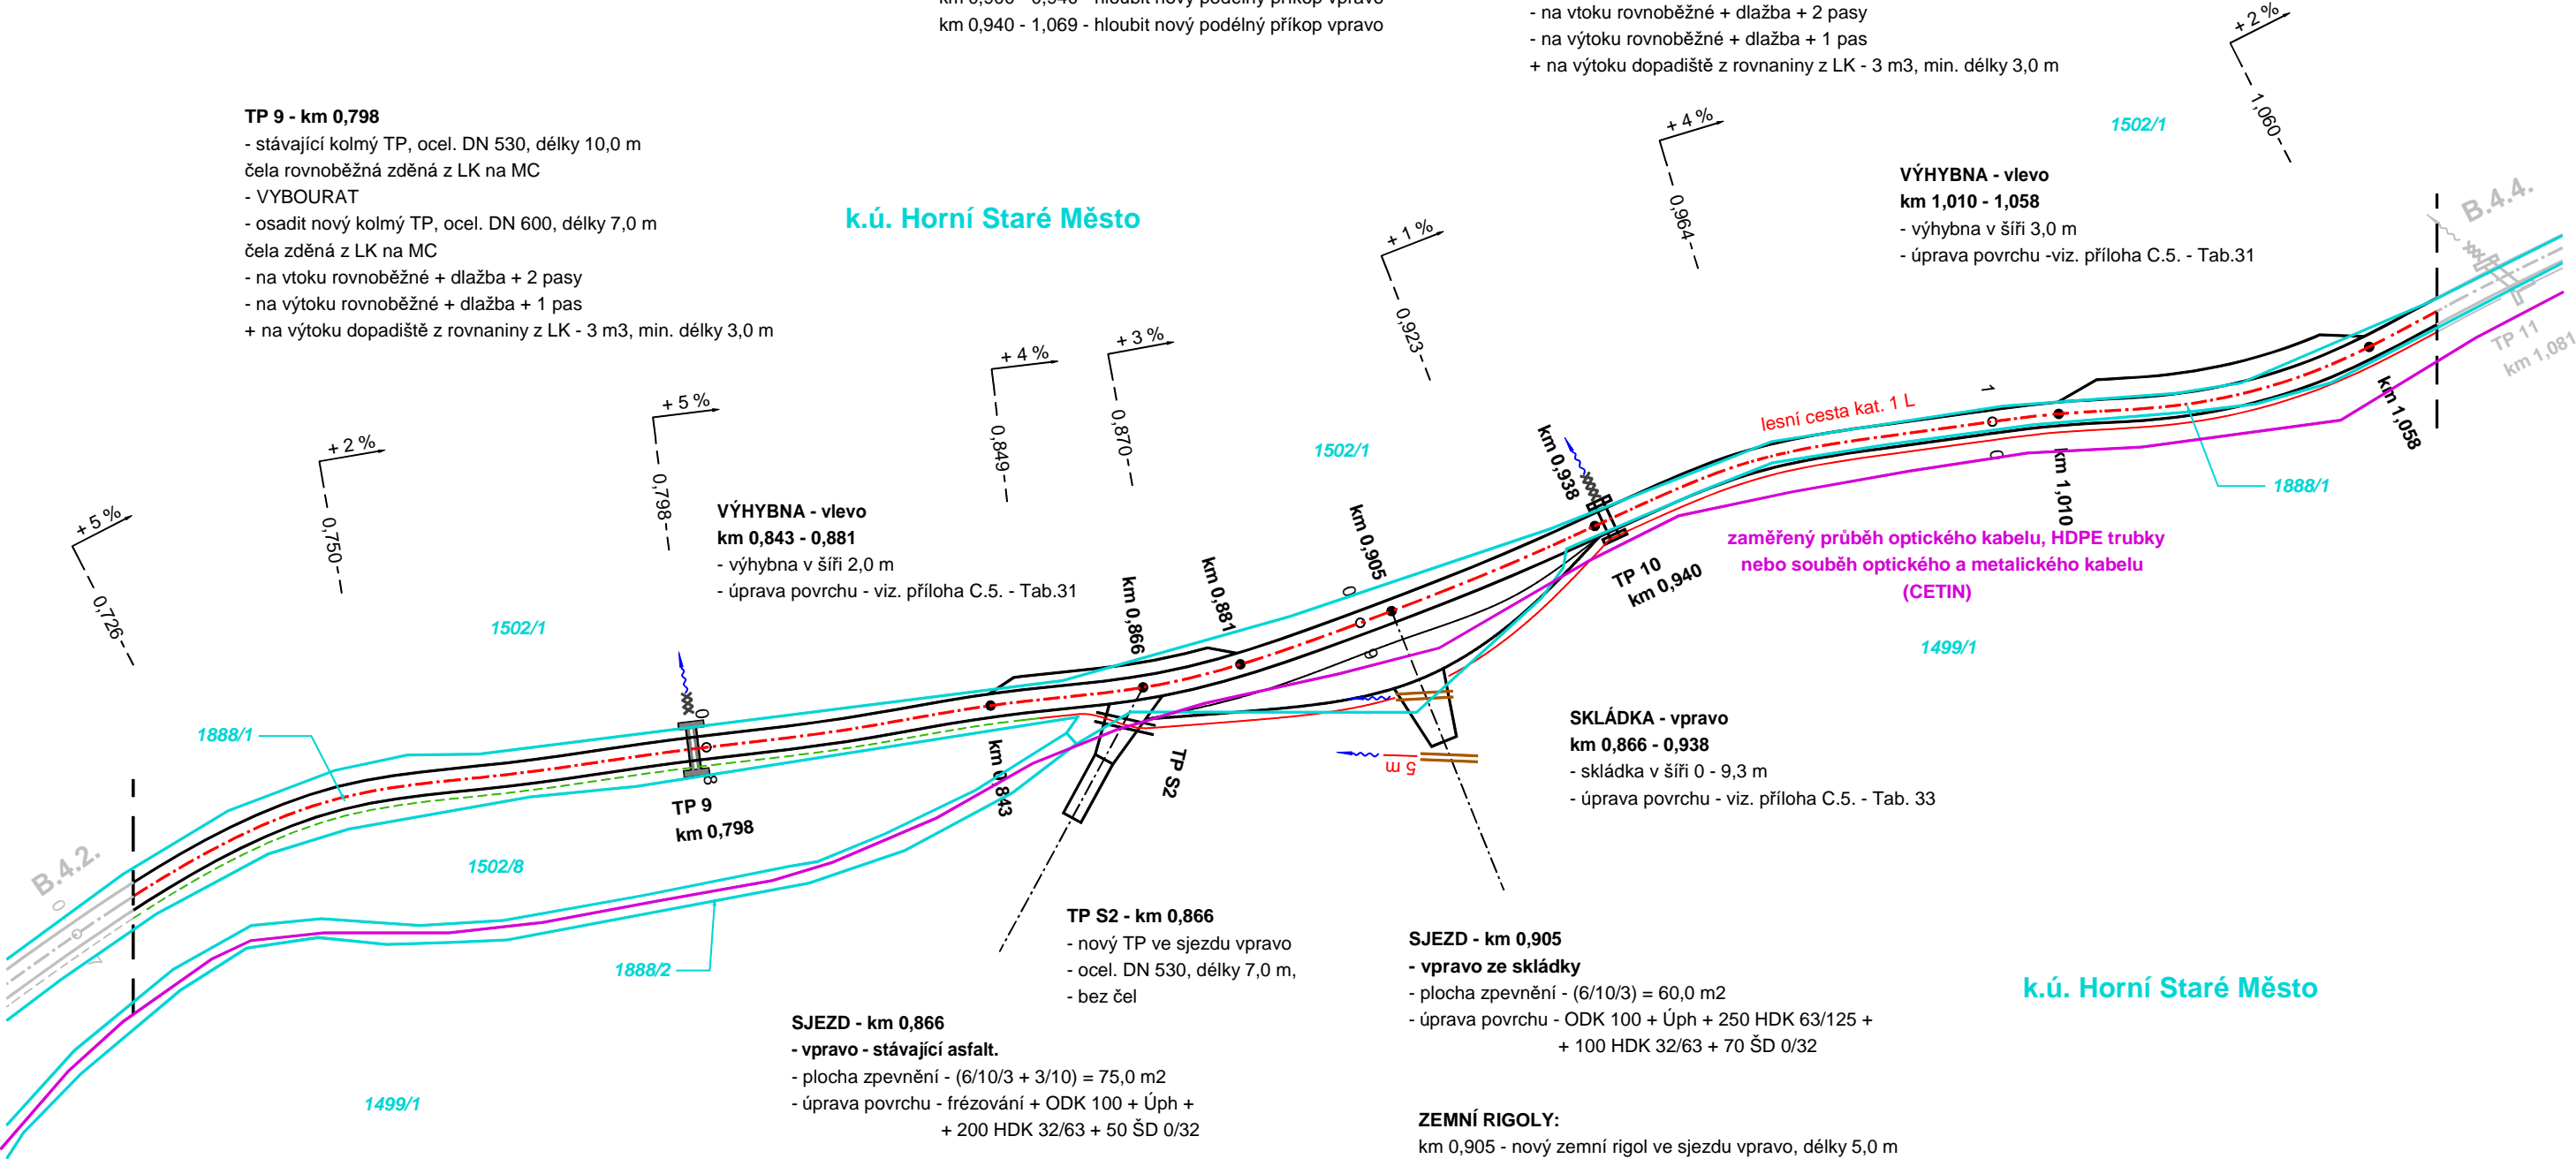 km 0,940 - 1,069 - hloubit nový podélný příkop vpravo
- na vtoku rovnoběžné + dlažba + 2 pasy
- na výtoku rovnoběžné + dlažba + 1 pas
+ na výtoku dopadiště z rovnaniny z LK - 3 m3, min. délky 3,0 m
TP 9 - km 0,798
- stávající kolmý TP, ocel. DN 530, délky 10,0 m
čela rovnoběžná zděná z LK na MC
- VYBOURAT
- osadit nový kolmý TP, ocel. DN 600, délky 7,0 m
čela zděná z LK na MC
- na vtoku rovnoběžné + dlažba + 2 pasy
- na výtoku rovnoběžné + dlažba + 1 pas
+ na výtoku dopadiště z rovnaniny z LK - 3 m3, min. délky 3,0 m
k.ú. Horní Staré Město
+ 2 %
1,060
1502/1
+ 4 %
0,964
VÝHYBNA - vlevo
km 1,010 - 1,058
- výhybna v šíři 3,0 m
- úprava povrchu -viz. příloha C.5. - Tab.31
B.4.4.
TP 11
km 1,081
+ 1 %
0,923
+ 3 %
0,870
+ 4 %
0,849
+ 5 %
0,798
+ 2 %
0,750
+ 5 %
0,726
1502/1
lesní cesta kat. 1 L
1
0
km 1,010
km 1,058
1888/1
km 0,938
TP 10
km 0,940
zaměřený průběh optického kabelu, HDPE trubky
nebo souběh optického a metalického kabelu
(CETIN)
1499/1
VÝHYBNA - vlevo
km 0,843 - 0,881
- výhybna v šíři 2,0 m
- úprava povrchu - viz. příloha C.5. - Tab.31
km 0,866
km 0,881
km 0,905
0
9
1502/1
1888/1
0
8
TP 9
km 0,798
km 0,843
TP S2
5 m
SKLÁDKA - vpravo
km 0,866 - 0,938
- skládka v šíři 0 - 9,3 m
- úprava povrchu - viz. příloha C.5. - Tab. 33
B.4.2.
0
7
1502/8
1888/2
1499/1
TP S2 - km 0,866
- nový TP ve sjezdu vpravo
- ocel. DN 530, délky 7,0 m,
- bez čel
SJEZD - km 0,866
- vpravo - stávající asfalt.
- plocha zpevnění - (6/10/3 + 3/10) = 75,0 m2
- úprava povrchu - frézování + ODK 100 + Úph +
+ 200 HDK 32/63 + 50 ŠD 0/32
SJEZD - km 0,905
- vpravo ze skládky
- plocha zpevnění - (6/10/3) = 60,0 m2
- úprava povrchu - ODK 100 + Úph + 250 HDK 63/125 +
+ 100 HDK 32/63 + 70 ŠD 0/32
k.ú. Horní Staré Město
ZEMNÍ RIGOLY:
km 0,905 - nový zemní rigol ve sjezdu vpravo, délky 5,0 m